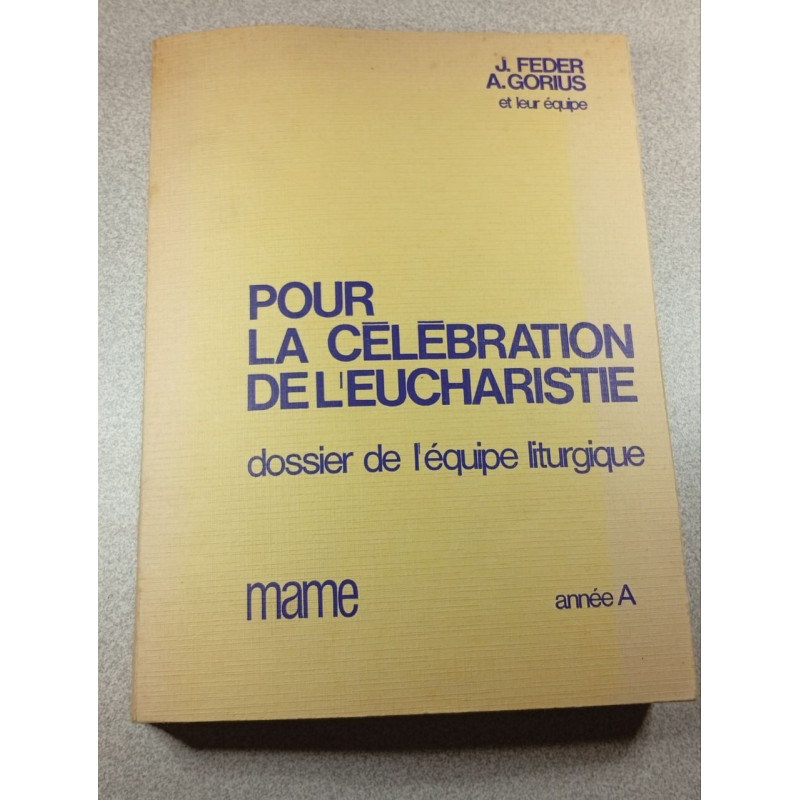 J. FEDER
A. GORIUS
et leur équipe
POUR
LA CÉLÉBRATION
DE L'EUCHARISTIE
dossier de l'équipe liturgique
mame
année A